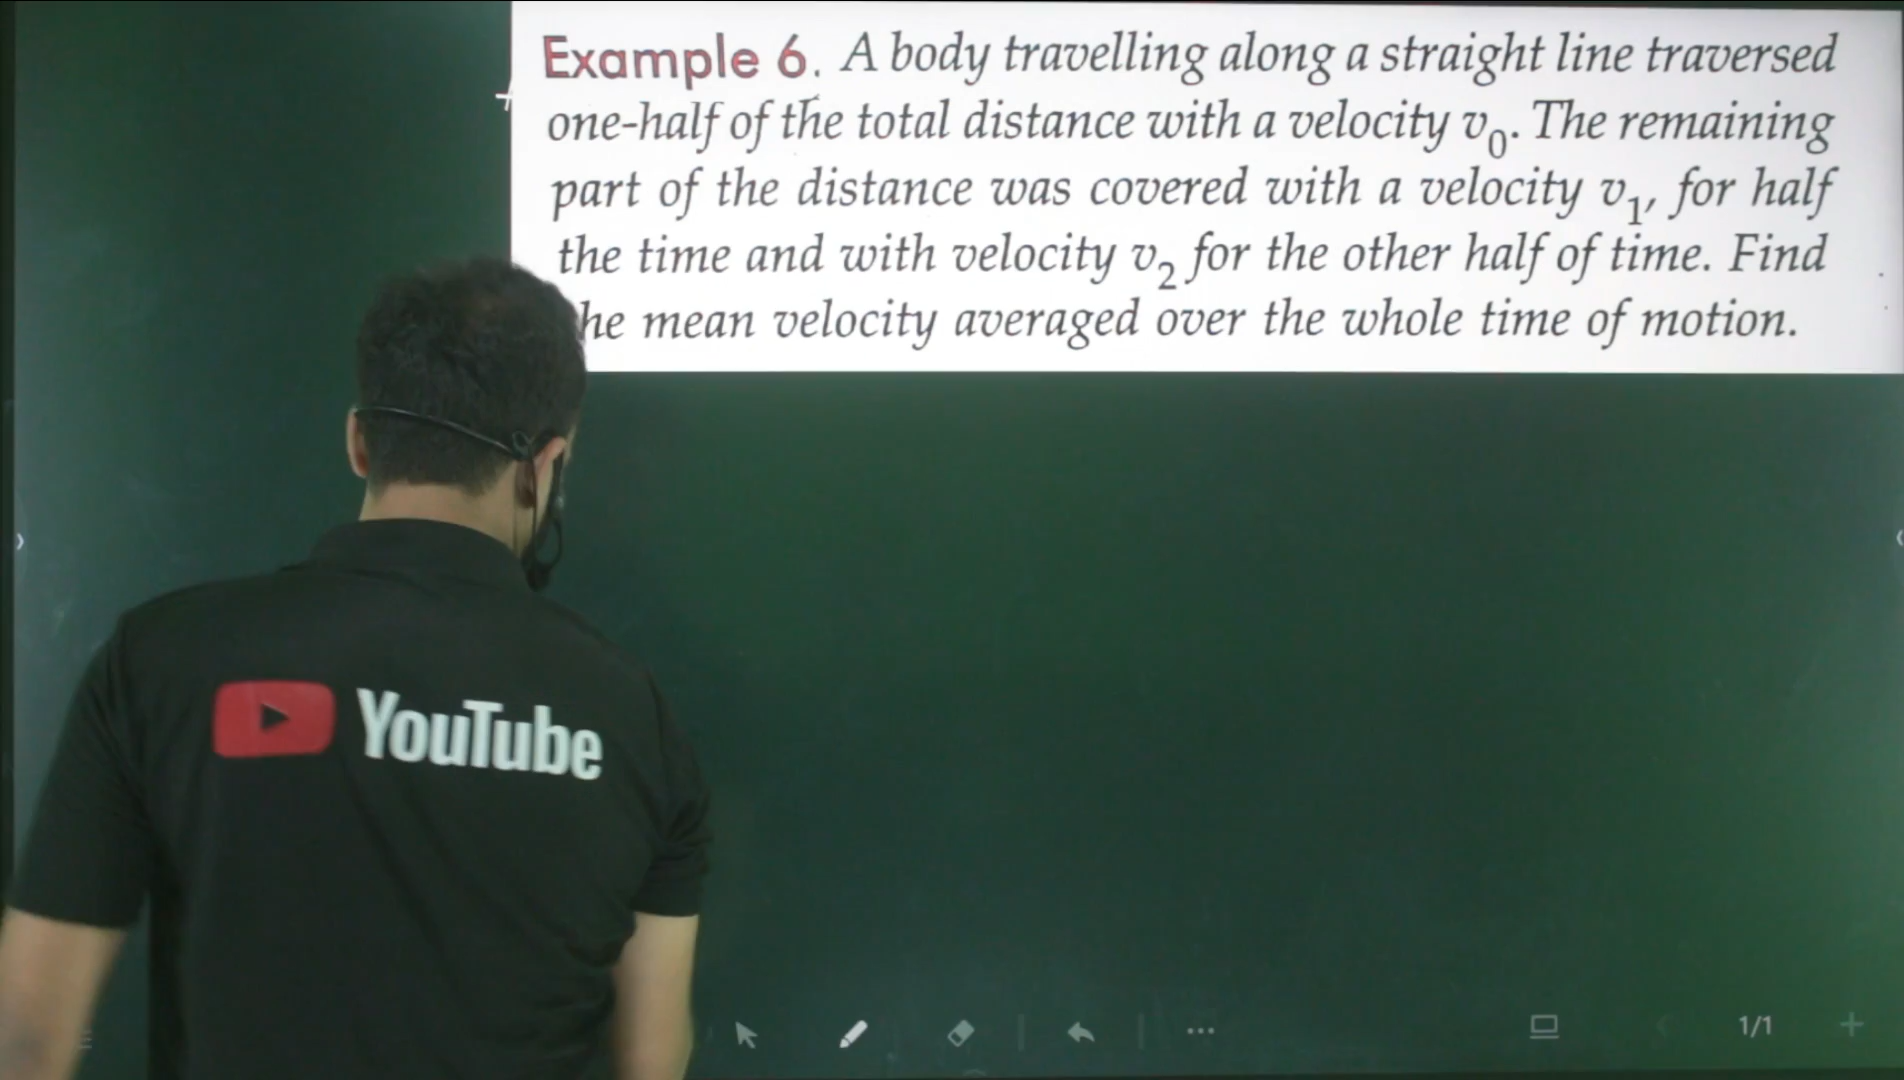 Example 6. A body travelling along a straight line traversed
one-half of the total distance with a velocity v₀. The remaining
part of the distance was covered with a velocity v₁, for half
the time and with velocity v₂ for the other half of time. Find
he mean velocity averaged over the whole time of motion.
YouTube
1/1